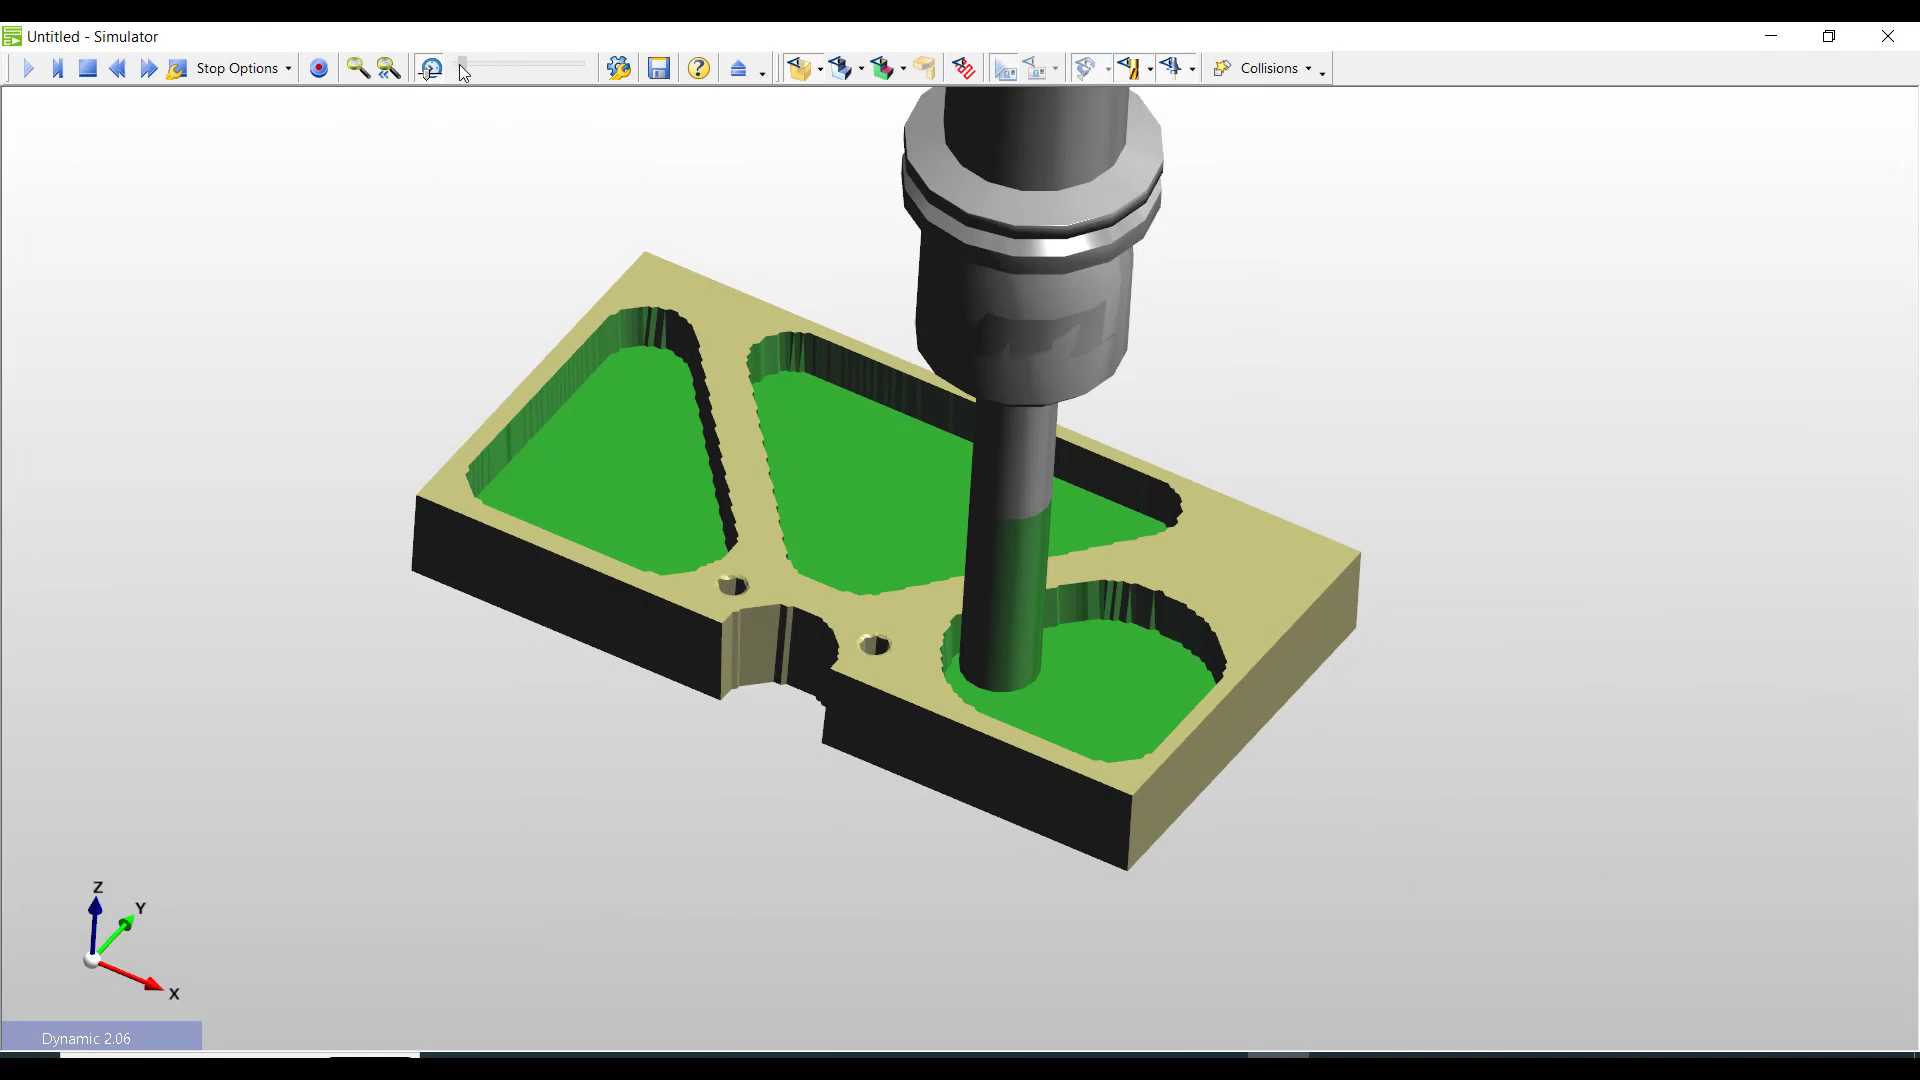 Untitled - Simulator
Stop Options
Collisions
Z
Y
X
Dynamic 2.06